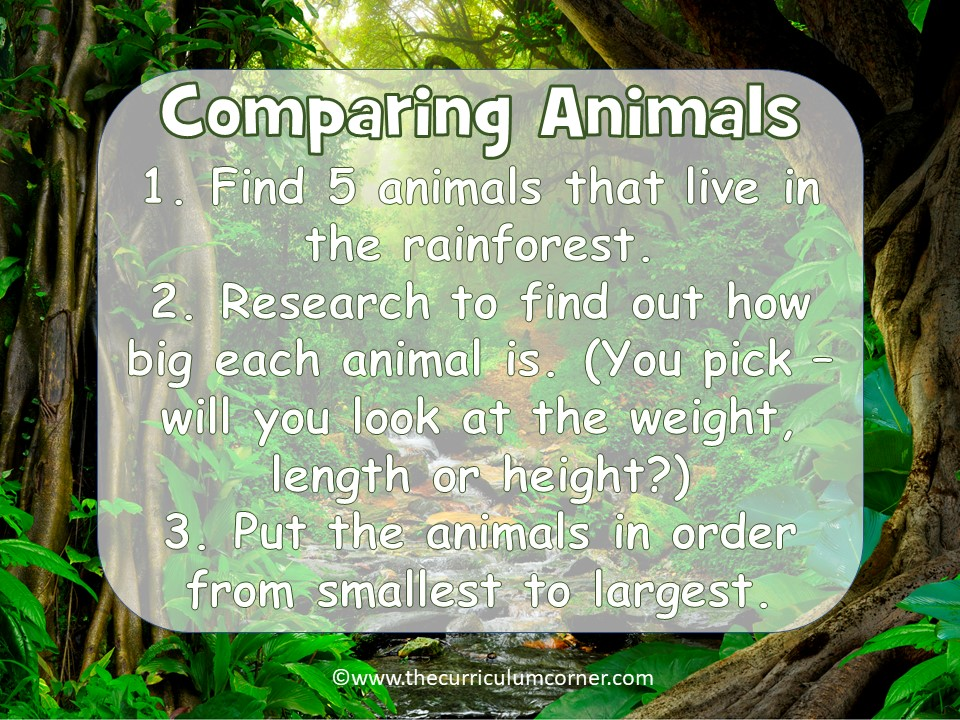 Comparing Animals
1. Find 5 animals that live in
the rainforest.
2. Research to find out how
big each animal is. (You pick –
will you look at the weight,
length or height?)
3. Put the animals in order
from smallest to largest.
©www.thecurriculumcorner.com